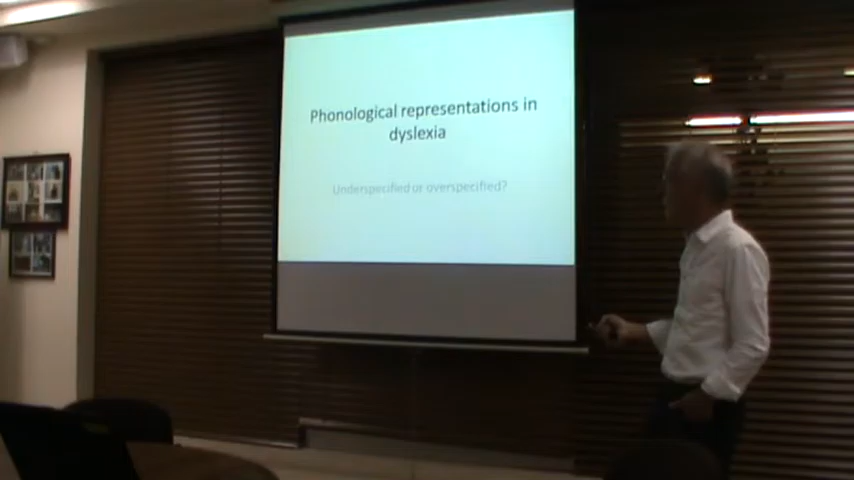 Phonological representations in
dyslexia
Underspecified or overspecified?